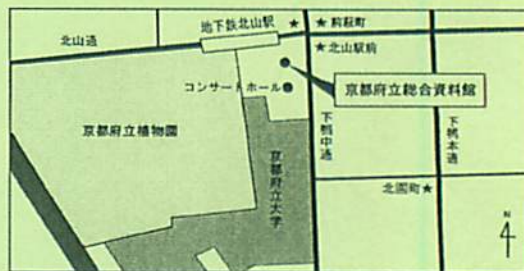 地下鉄北山駅
★
★前萩町
北山通
★北山駅前
コンサートホール
京都府立総合資料館
京都府立植物園
京都府立大学
下鴨中通
下鴨本通
北園町★
N